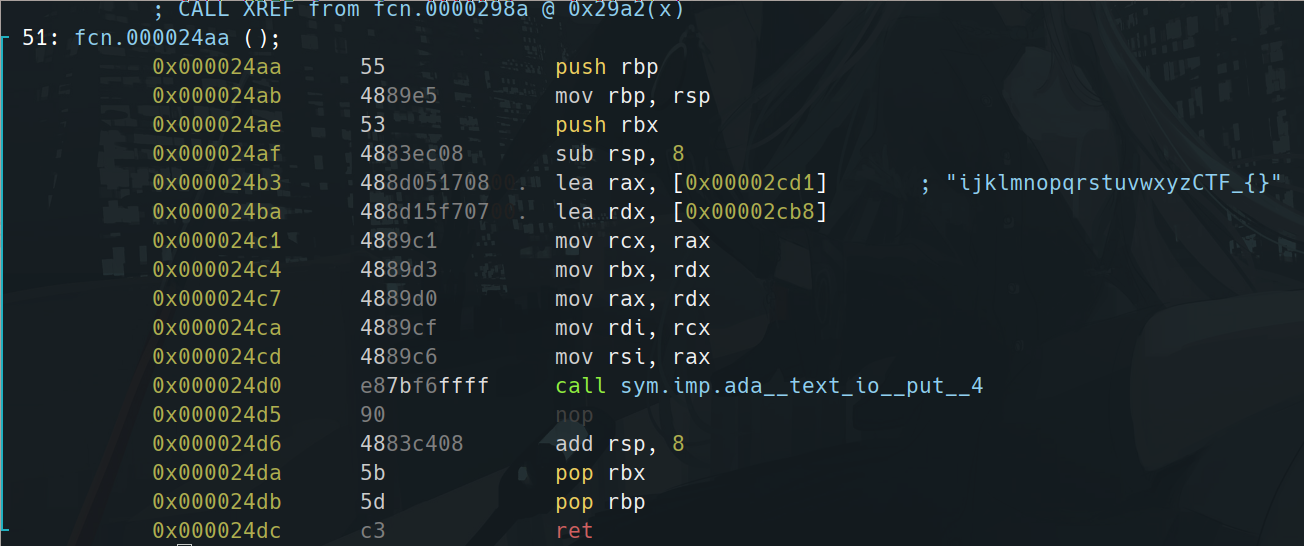 ; CALL XREF from fcn.0000298a @ 0x29a2(x)
51: fcn.000024aa ();
0x000024aa 55 push rbp
0x000024ab 4889e5 mov rbp, rsp
0x000024ae 53 push rbx
0x000024af 4883ec08 sub rsp, 8
0x000024b3 488d05170800. lea rax, [0x00002cd1] ; "ijklmnopqrstuvwxyzCTF_{}"
0x000024ba 488d15f70700. lea rdx, [0x00002cb8]
0x000024c1 4889c1 mov rcx, rax
0x000024c4 4889d3 mov rbx, rdx
0x000024c7 4889d0 mov rax, rdx
0x000024ca 4889cf mov rdi, rcx
0x000024cd 4889c6 mov rsi, rax
0x000024d0 e87bf6ffff call sym.imp.ada__text_io__put__4
0x000024d5 90 nop
0x000024d6 4883c408 add rsp, 8
0x000024da 5b pop rbx
0x000024db 5d pop rbp
0x000024dc c3 ret